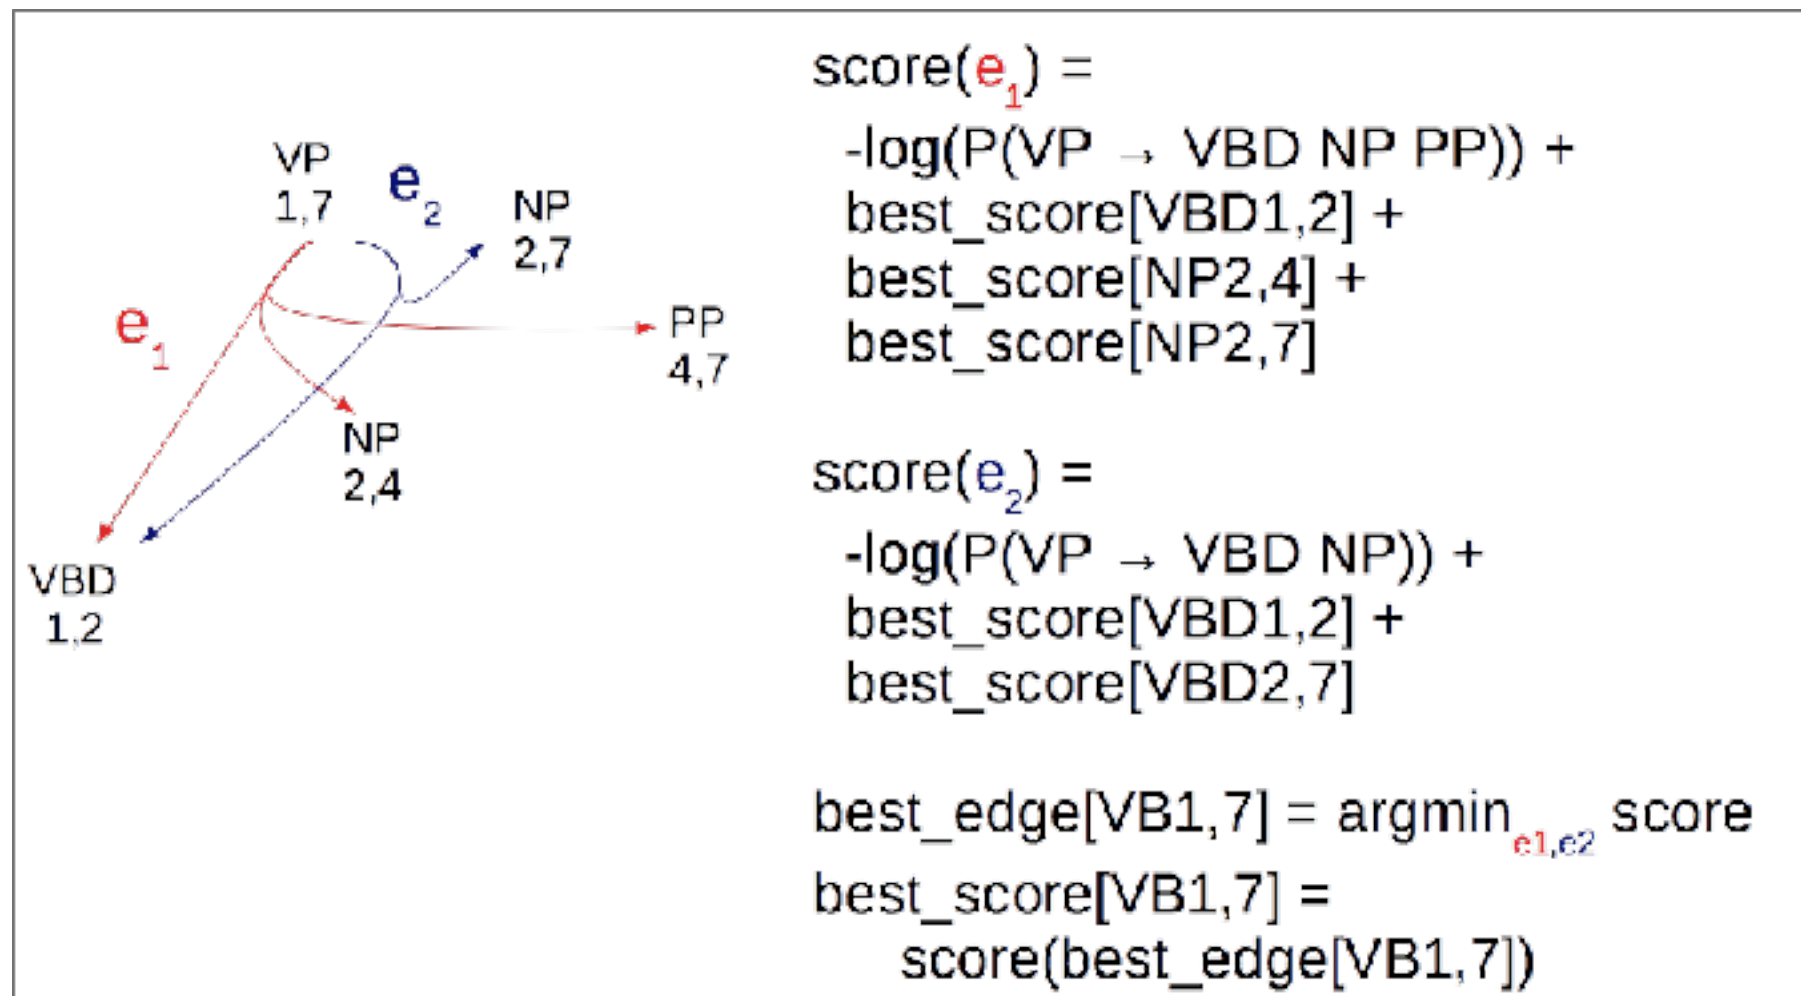 VP
1,7
e2
NP
2,7
e1
PP
4,7
NP
2,4
VBD
1,2
score(e1) =
-log(P(VP → VBD NP PP)) +
best_score[VBD1,2] +
best_score[NP2,4] +
best_score[NP2,7]
score(e2) =
-log(P(VP → VBD NP)) +
best_score[VBD1,2] +
best_score[VBD2,7]
best_edge[VB1,7] = argmin e1,e2 score
best_score[VB1,7] =
score(best_edge[VB1,7])